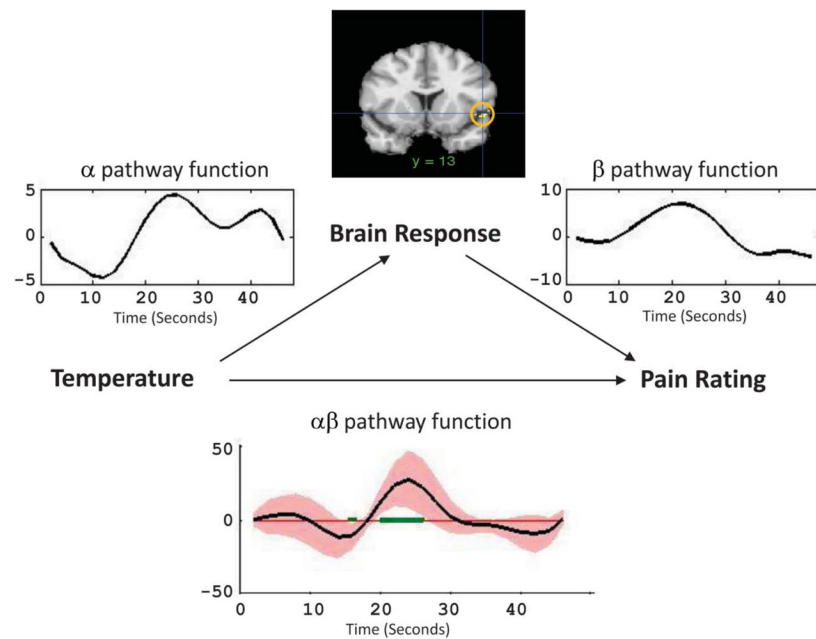 y = 13
α pathway function
5
0
−5
0 10 20 30 40
Time (Seconds)
β pathway function
10
0
−10
0 10 20 30 40
Time (Seconds)
Brain Response
Temperature
Pain Rating
αβ pathway function
50
0
−50
0 10 20 30 40
Time (Seconds)